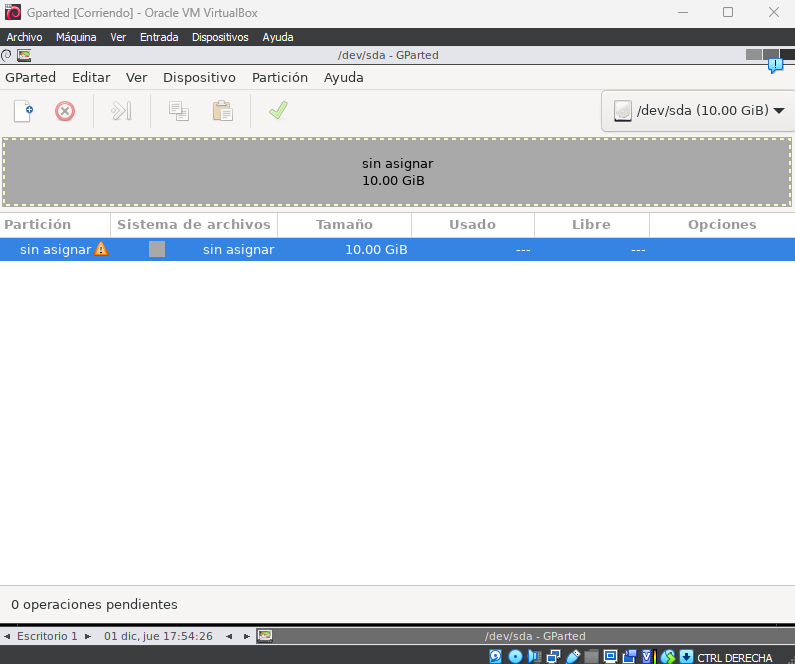 Gparted [Corriendo] - Oracle VM VirtualBox
Archivo Máquina Ver Entrada Dispositivos Ayuda
/dev/sda - GParted
GParted Editar Ver Dispositivo Partición Ayuda
/dev/sda (10.00 GiB)
sin asignar
10.00 GiB
Partición Sistema de archivos Tamaño Usado Libre Opciones
sin asignar sin asignar 10.00 GiB --- ---
0 operaciones pendientes
Escritorio 1 01 dic, jue 17:54:26 /dev/sda - GParted
CTRL DERECHA